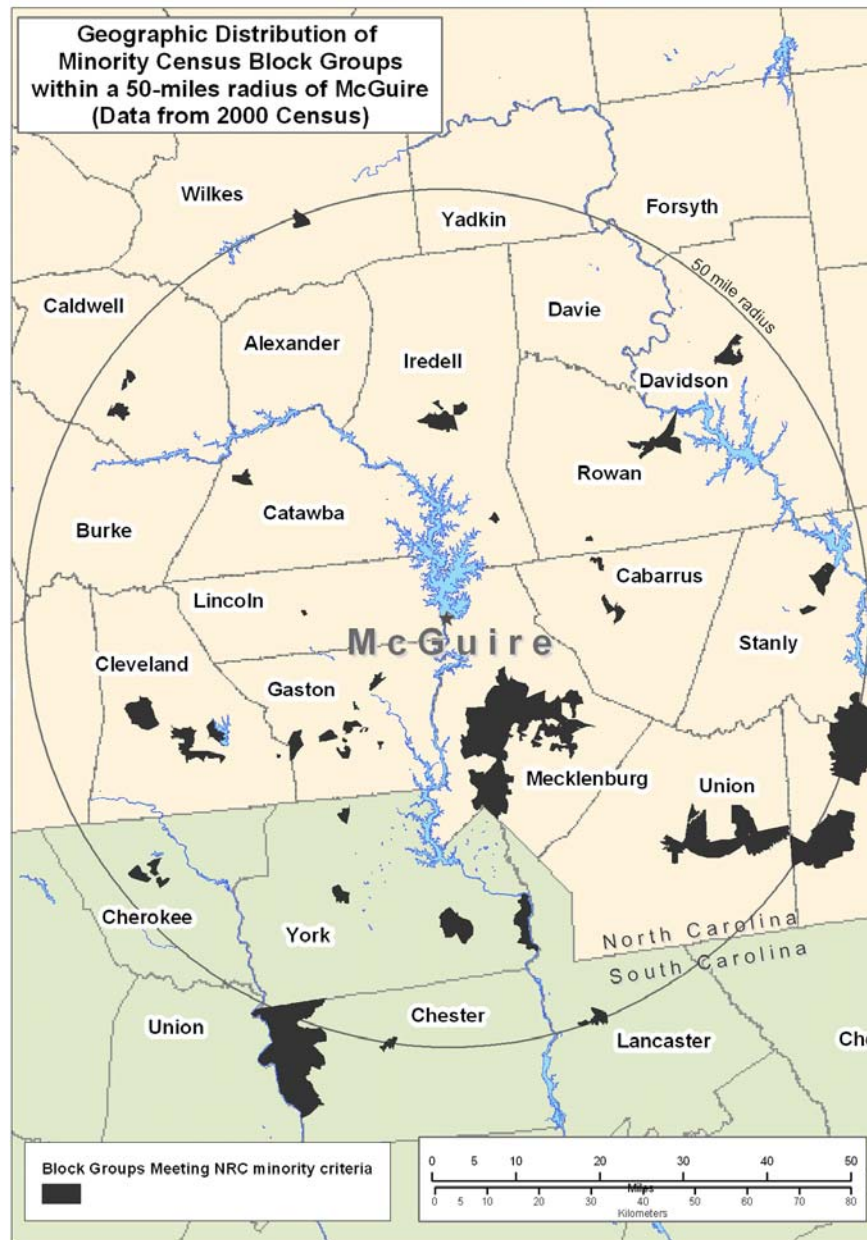 Geographic Distribution of
Minority Census Block Groups
within a 50-miles radius of McGuire
(Data from 2000 Census)
Wilkes
Yadkin
Forsyth
50 mile radius
Caldwell
Alexander
Iredell
Davie
Davidson
Rowan
Burke
Catawba
Cabarrus
Lincoln
McGuire
Stanly
Cleveland
Gaston
Mecklenburg
Union
Cherokee
York
North Carolina
South Carolina
Union
Chester
Lancaster
Che
Block Groups Meeting NRC minority criteria
0 10 20 30 40 50
Miles
0 5 10 20 30 40 50 60 70 80
Kilometers